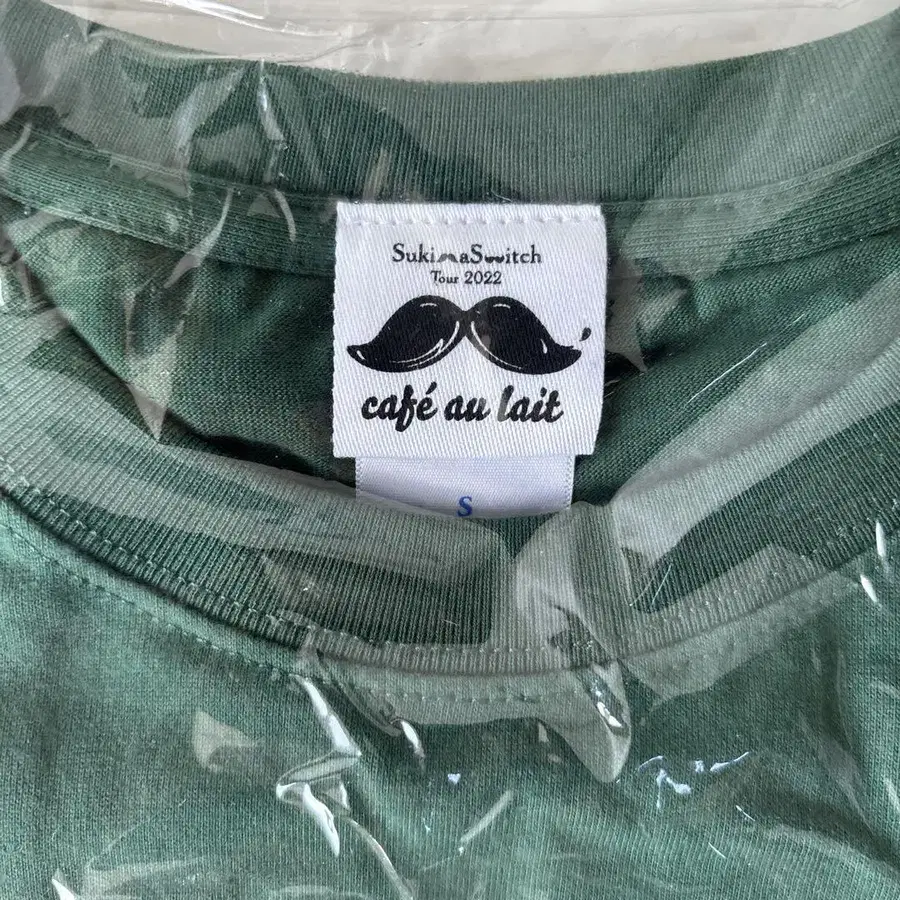 SukimaSwitch
Tour 2022
café au lait
S